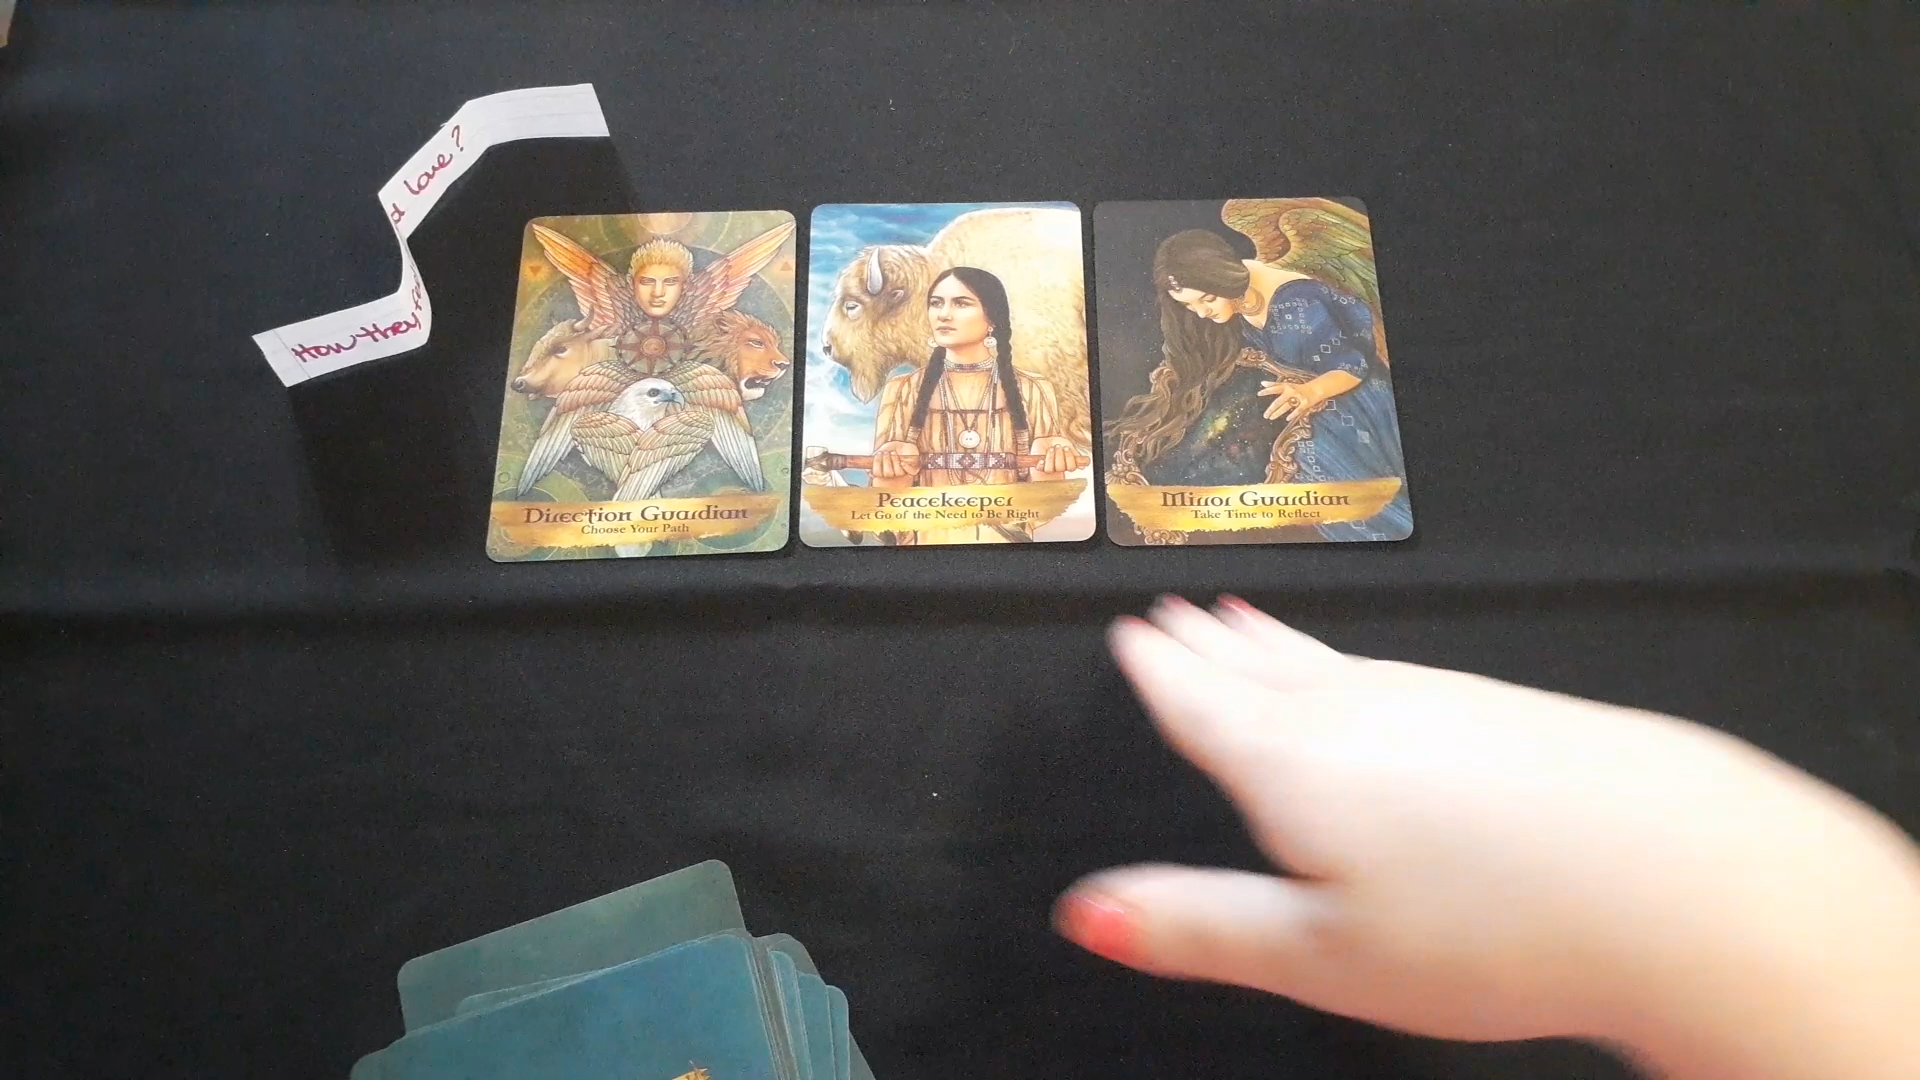 How they
d love?
Direction Guardian
Choose Your Path
Peacekeeper
Let Go of the Need to Be Right
Mirror Guardian
Take Time to Reflect